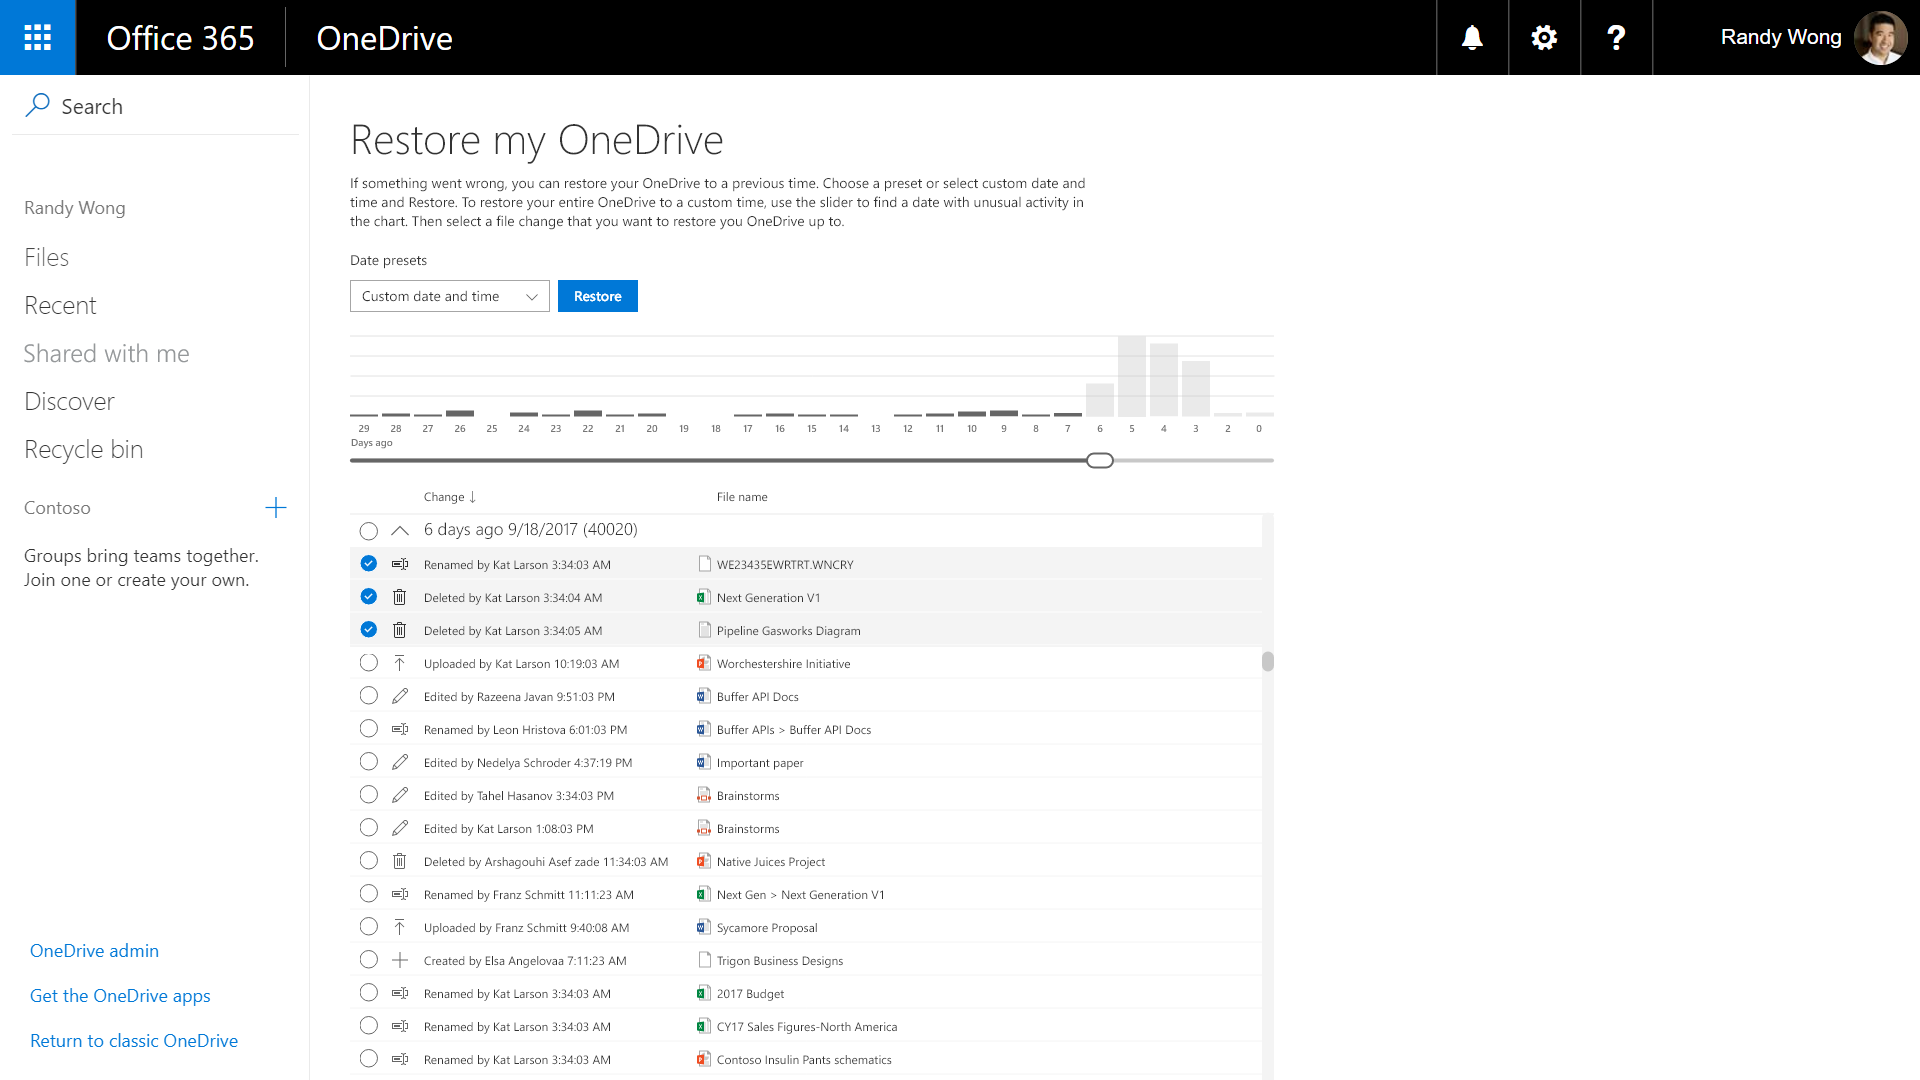 Office 365
OneDrive
?
Randy Wong
Search
Randy Wong
Files
Recent
Shared with me
Discover
Recycle bin
Contoso
Groups bring teams together.
Join one or create your own.
OneDrive admin
Get the OneDrive apps
Return to classic OneDrive
Restore my OneDrive
If something went wrong, you can restore your OneDrive to a previous time. Choose a preset or select custom date and
time and Restore. To restore your entire OneDrive to a custom time, use the slider to find a date with unusual activity in
the chart. Then select a file change that you want to restore you OneDrive up to.
Date presets
Custom date and time
Restore
29 28 27 26 25 24 23 22 21 20 19 18 17 16 15 14 13 12 11 10 9 8 7 6 5 4 3 2 0
Days ago
Change ↓ File name
6 days ago 9/18/2017 (40020)
Renamed by Kat Larson 3:34:03 AM WE23435EWRTRT.WNCRY
Deleted by Kat Larson 3:34:04 AM Next Generation V1
Deleted by Kat Larson 3:34:05 AM Pipeline Gasworks Diagram
Uploaded by Kat Larson 10:19:03 AM Worchestershire Initiative
Edited by Razeena Javan 9:51:03 PM Buffer API Docs
Renamed by Leon Hristova 6:01:03 PM Buffer APIs > Buffer API Docs
Edited by Nedelya Schroder 4:37:19 PM Important paper
Edited by Tahel Hasanov 3:34:03 PM Brainstorms
Edited by Kat Larson 1:08:03 PM Brainstorms
Deleted by Arshagouhi Asef zade 11:34:03 AM Native Juices Project
Renamed by Franz Schmitt 11:11:23 AM Next Gen > Next Generation V1
Uploaded by Franz Schmitt 9:40:08 AM Sycamore Proposal
Created by Elsa Angelovaa 7:11:23 AM Trigon Business Designs
Renamed by Kat Larson 3:34:03 AM 2017 Budget
Renamed by Kat Larson 3:34:03 AM CY17 Sales Figures-North America
Renamed by Kat Larson 3:34:03 AM Contoso Insulin Pants schematics